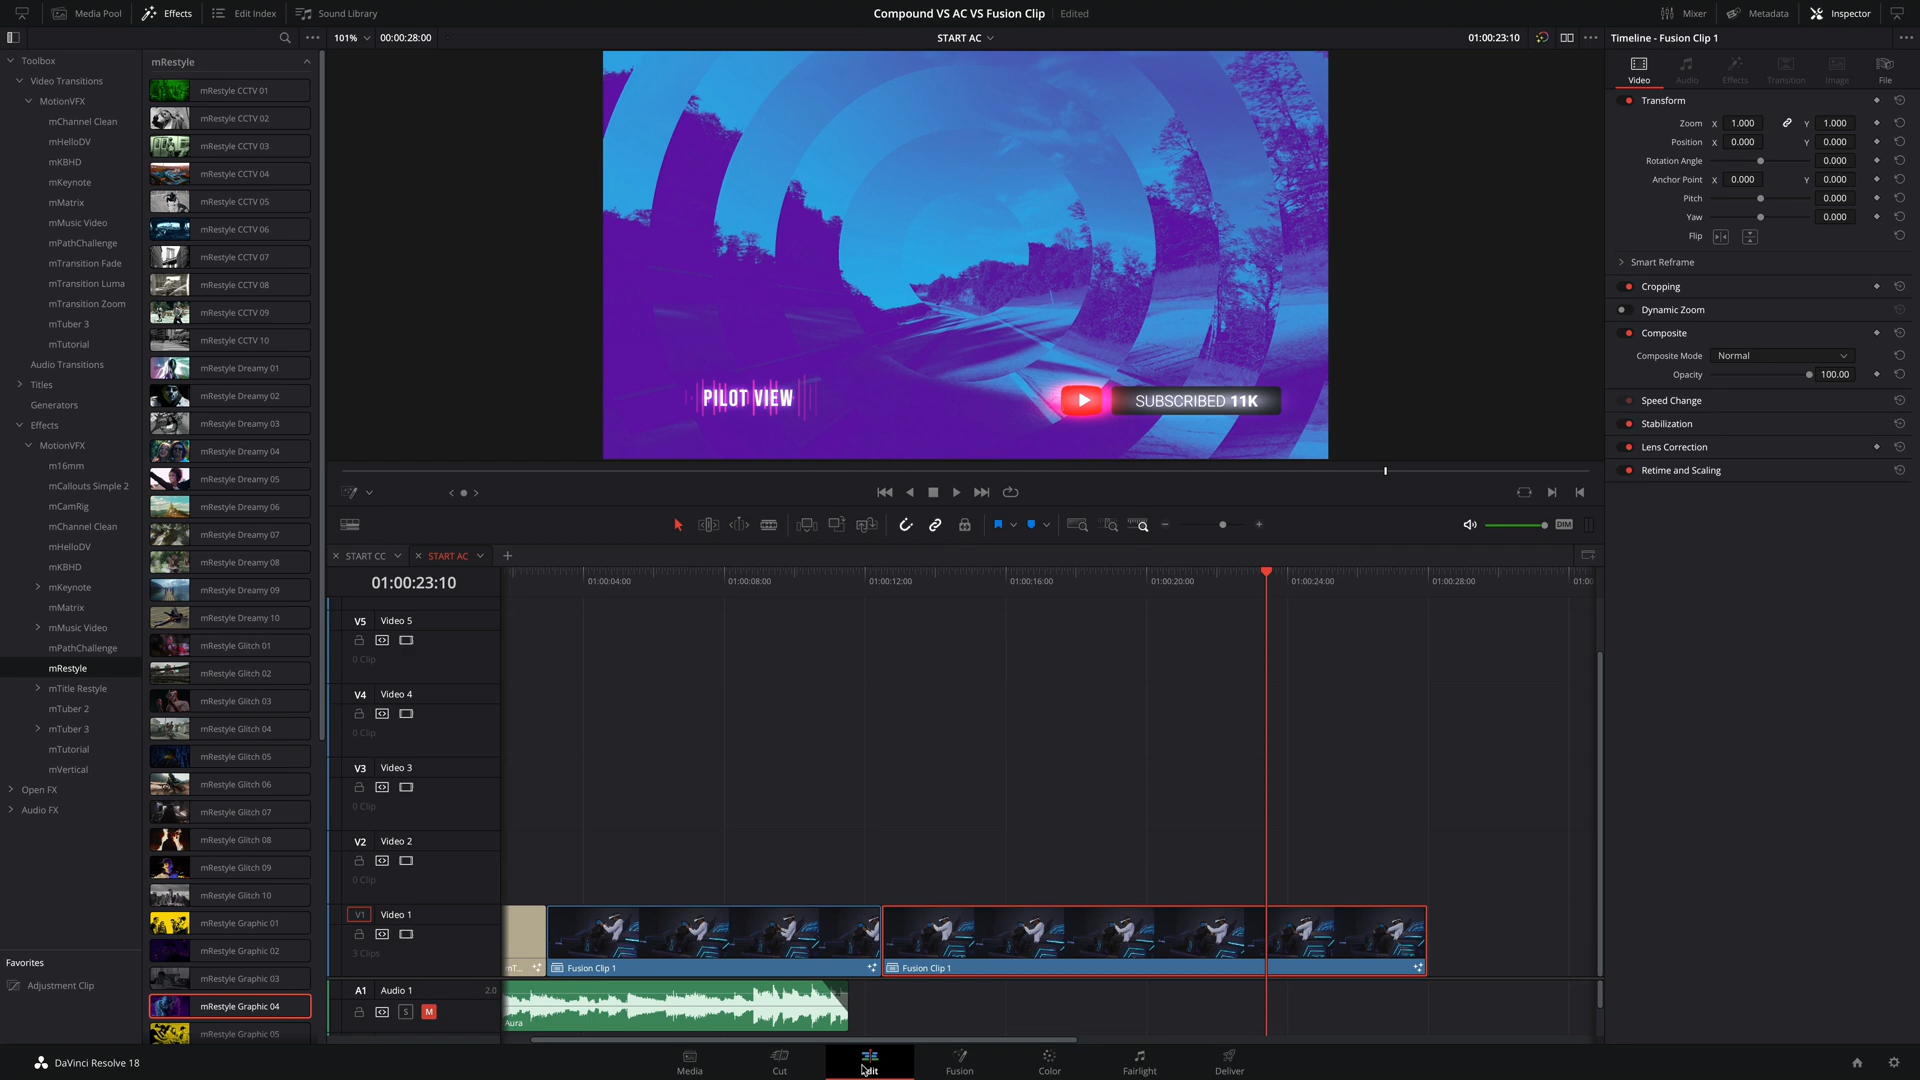 Media Pool
Effects
Edit Index
Sound Library
Compound VS AC VS Fusion Clip
Edited
Mixer
Metadata
Inspector
101%
00:00:28:00
START AC
01:00:23:10
Timeline - Fusion Clip 1
Toolbox
Video Transitions
MotionVFX
mChannel Clean
mHelloDV
mKBHD
mKeynote
mMatrix
mMusic Video
mPathChallenge
mTransition Fade
mTransition Luma
mTransition Zoom
mTuber 3
mTutorial
Audio Transitions
Titles
Generators
Effects
MotionVFX
m16mm
mCallouts Simple 2
mCamRig
mChannel Clean
mHelloDV
mKBHD
mKeynote
mMatrix
mMusic Video
mPathChallenge
mRestyle
mTitle Restyle
mTuber 2
mTuber 3
mTutorial
mVertical
Open FX
Audio FX
Favorites
Adjustment Clip
mRestyle
mRestyle CCTV 01
mRestyle CCTV 02
mRestyle CCTV 03
mRestyle CCTV 04
mRestyle CCTV 05
mRestyle CCTV 06
mRestyle CCTV 07
mRestyle CCTV 08
mRestyle CCTV 09
mRestyle CCTV 10
mRestyle Dreamy 01
mRestyle Dreamy 02
mRestyle Dreamy 03
mRestyle Dreamy 04
mRestyle Dreamy 05
mRestyle Dreamy 06
mRestyle Dreamy 07
mRestyle Dreamy 08
mRestyle Dreamy 09
mRestyle Dreamy 10
mRestyle Glitch 01
mRestyle Glitch 02
mRestyle Glitch 03
mRestyle Glitch 04
mRestyle Glitch 05
mRestyle Glitch 06
mRestyle Glitch 07
mRestyle Glitch 08
mRestyle Glitch 09
mRestyle Glitch 10
mRestyle Graphic 01
mRestyle Graphic 02
mRestyle Graphic 03
mRestyle Graphic 04
mRestyle Graphic 05
PILOT VIEW
SUBSCRIBED 11K
DIM
START CC
START AC
01:00:23:10
01:00:04:00
01:00:08:00
01:00:12:00
01:00:16:00
01:00:20:00
01:00:24:00
01:00:28:00
01:00
V5 Video 5
0 Clip
V4 Video 4
0 Clip
V3 Video 3
0 Clip
V2 Video 2
0 Clip
V1 Video 1
3 Clips
mT...
Fusion Clip 1
Fusion Clip 1
A1 Audio 1 2.0
S M
Aura
Video
Audio
Effects
Transition
Image
File
Transform
Zoom X 1.000 Y 1.000
Position X 0.000 Y 0.000
Rotation Angle 0.000
Anchor Point X 0.000 Y 0.000
Pitch 0.000
Yaw 0.000
Flip
Smart Reframe
Cropping
Dynamic Zoom
Composite
Composite Mode Normal
Opacity 100.00
Speed Change
Stabilization
Lens Correction
Retime and Scaling
DaVinci Resolve 18
Media
Cut
Edit
Fusion
Color
Fairlight
Deliver